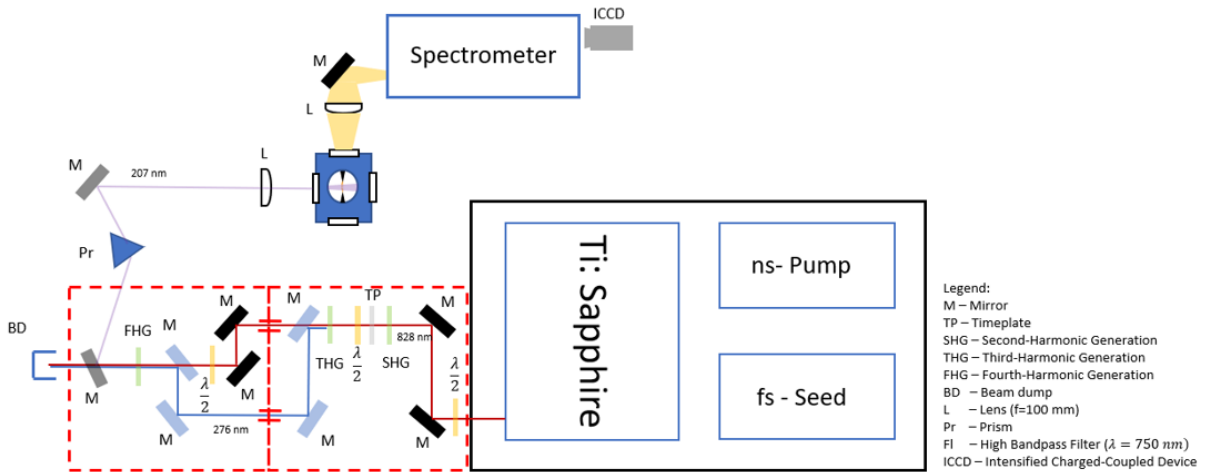 ICCD
Spectrometer
M
L
M
207 nm
L
Pr
Ti: Sapphire
ns- Pump
fs - Seed
BD
FHG
M
M
M
TP
M
828 nm
THG
λ/2
SHG
λ/2
M
λ/2
M
M
276 nm
M
M
Legend:
M – Mirror
TP – Timeplate
SHG – Second-Harmonic Generation
THG – Third-Harmonic Generation
FHG – Fourth-Harmonic Generation
BD – Beam dump
L – Lens (f=100 mm)
Pr – Prism
Fl – High Bandpass Filter (λ = 750 nm)
ICCD – Intensified Charged-Coupled Device